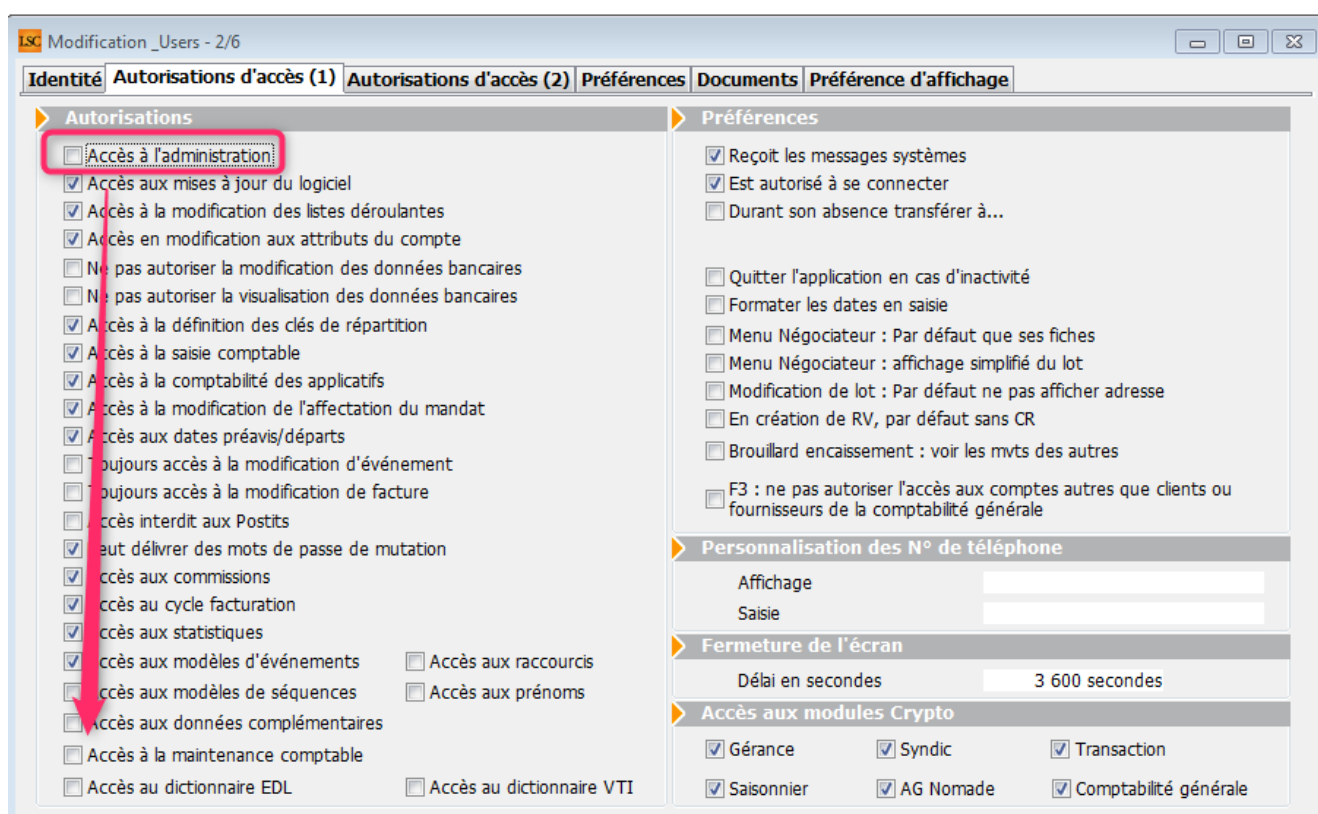 LSC Modification _Users - 2/6
Identité Autorisations d'accès (1) Autorisations d'accès (2) Préférences Documents Préférence d'affichage
Autorisations
Accès à l'administration
Accès aux mises à jour du logiciel
Accès à la modification des listes déroulantes
Accès en modification aux attributs du compte
Ne pas autoriser la modification des données bancaires
Ne pas autoriser la visualisation des données bancaires
Accès à la définition des clés de répartition
Accès à la saisie comptable
Accès à la comptabilité des applicatifs
Accès à la modification de l'affectation du mandat
Accès aux dates préavis/départs
Toujours accès à la modification d'événement
Toujours accès à la modification de facture
Accès interdit aux Postits
Peut délivrer des mots de passe de mutation
Accès aux commissions
Accès au cycle facturation
Accès aux statistiques
Accès aux modèles d'événements Accès aux raccourcis
Accès aux modèles de séquences Accès aux prénoms
Accès aux données complémentaires
Accès à la maintenance comptable
Accès au dictionnaire EDL Accès au dictionnaire VTI
Préférences
Reçoit les messages systèmes
Est autorisé à se connecter
Durant son absence transférer à...
Quitter l'application en cas d'inactivité
Formater les dates en saisie
Menu Négociateur : Par défaut que ses fiches
Menu Négociateur : affichage simplifié du lot
Modification de lot : Par défaut ne pas afficher adresse
En création de RV, par défaut sans CR
Brouillard encaissement : voir les mvts des autres
F3 : ne pas autoriser l'accès aux comptes autres que clients ou
fournisseurs de la comptabilité générale
Personnalisation des N° de téléphone
Affichage
Saisie
Fermeture de l'écran
Délai en secondes 3 600 secondes
Accès aux modules Crypto
Gérance Syndic Transaction
Saisonnier AG Nomade Comptabilité générale